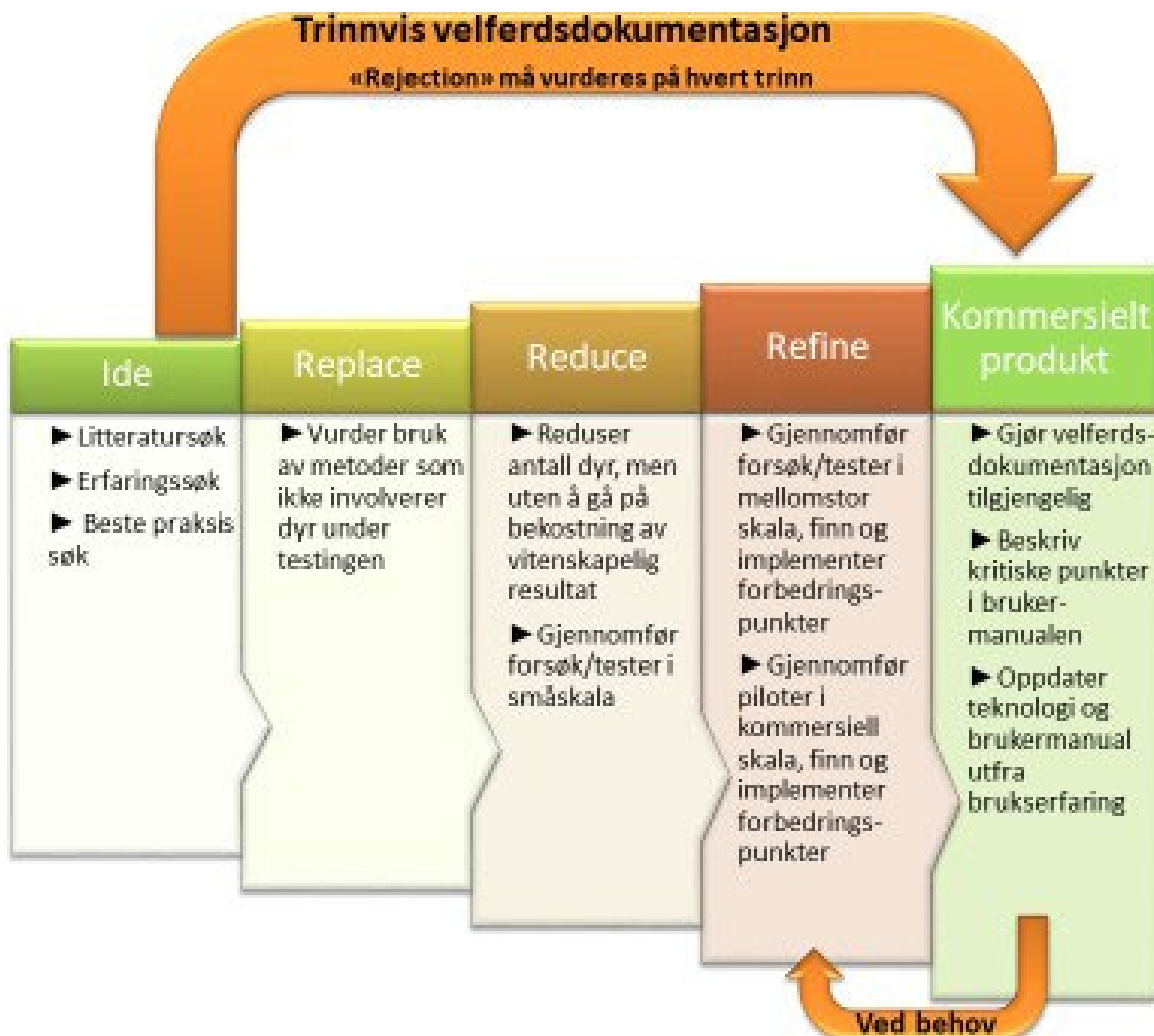 Trinnvis velferdsdokumentasjon
«Rejection» må vurderes på hvert trinn
Ide
► Litteratursøk
► Erfaringssøk
► Beste praksis
søk
Replace
► Vurder bruk
av metoder som
ikke involverer
dyr under
testingen
Reduce
► Reduser
antall dyr, men
uten å gå på
bekostning av
vitenskapelig
resultat
► Gjennomfør
forsøk/tester i
småskala
Refine
► Gjennomfør
forsøk/tester i
mellomstor
skala, finn og
implementer
forbedrings-
punkter
► Gjennomfør
piloter i
kommersiell
skala, finn og
implementer
forbedrings-
punkter
Kommersielt
produkt
► Gjør velferds-
dokumentasjon
tilgjengelig
► Beskriv
kritiske punkter
i bruker-
manualen
► Oppdater
teknologi og
brukermanual
utfra
brukserfaring
Ved behov